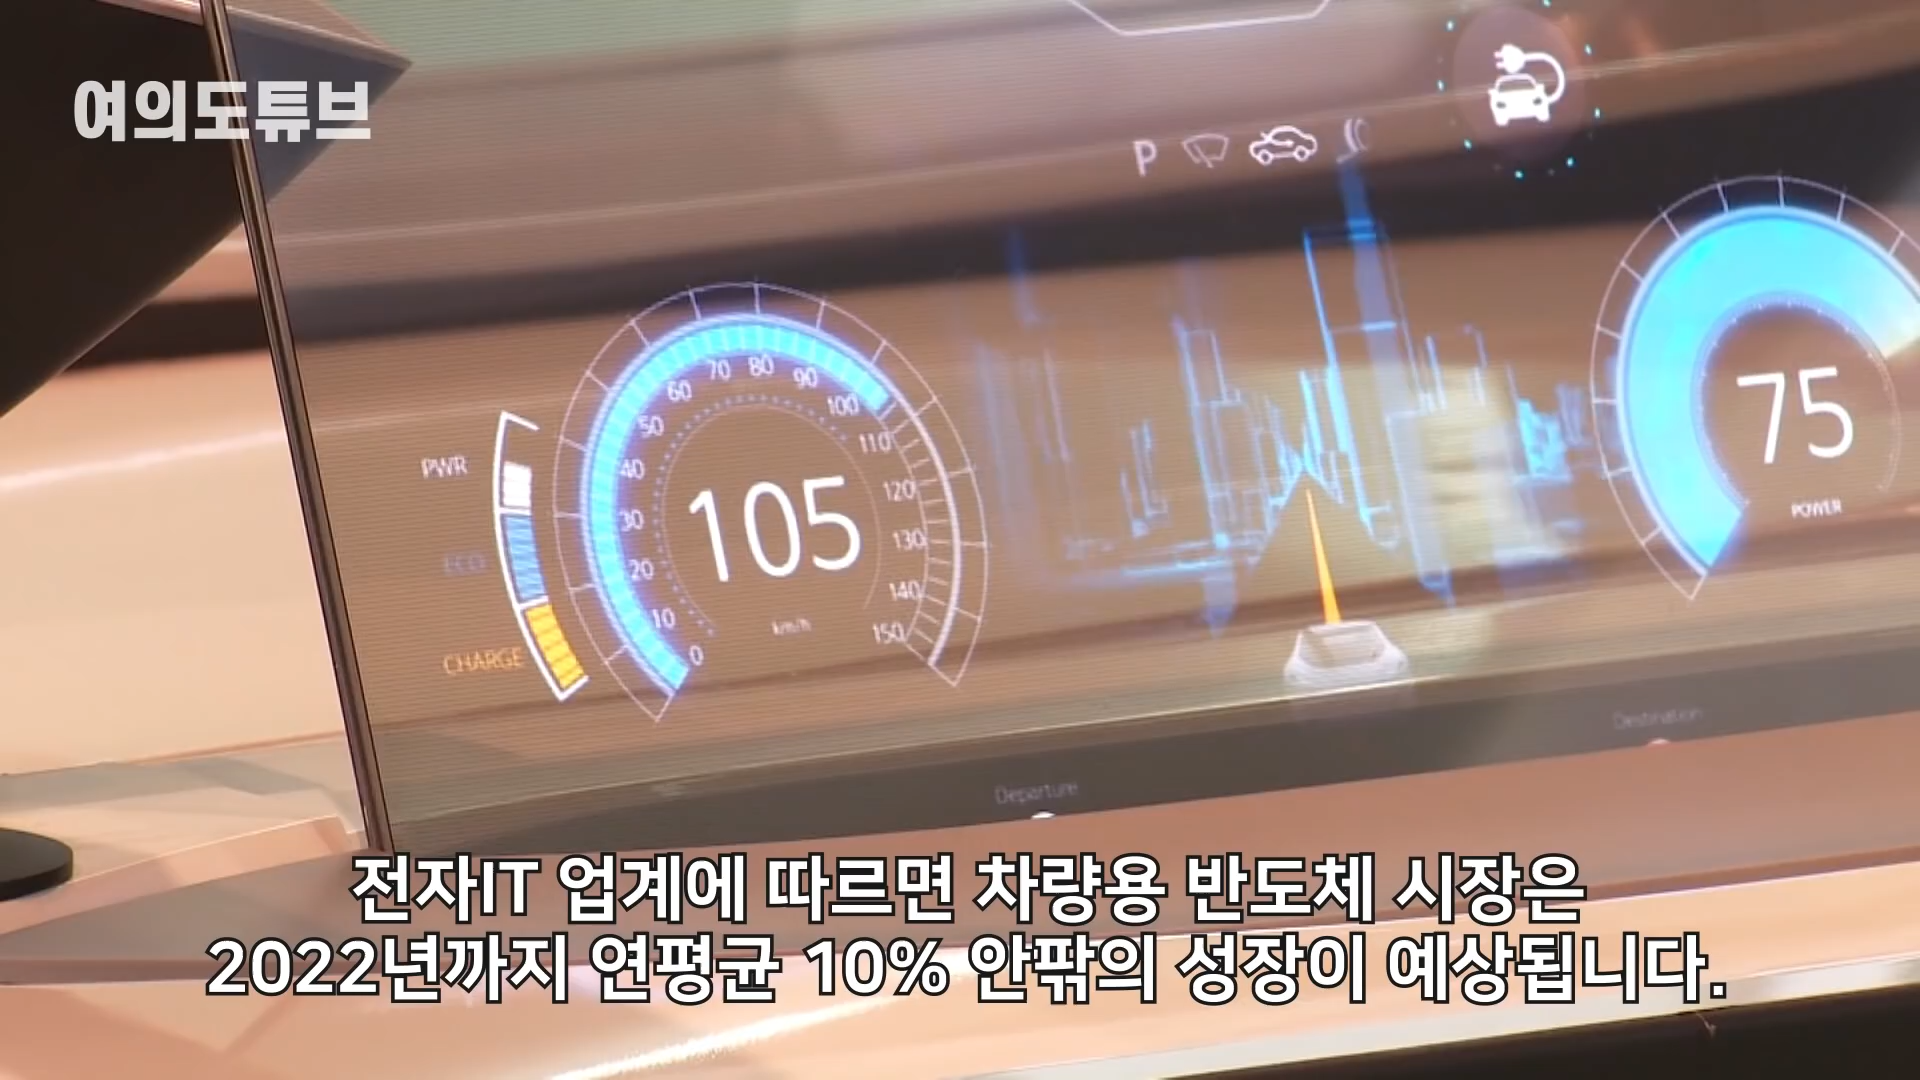 여의도튜브
P
70 80 90
60 100
50 110
PWR 40 120
75
POWER
105
30 130
ECO 20 140
km/h
10 150
CHARGE 0
Destination
Departure
전자IT 업계에 따르면 차량용 반도체 시장은
2022년까지 연평균 10% 안팎의 성장이 예상됩니다.